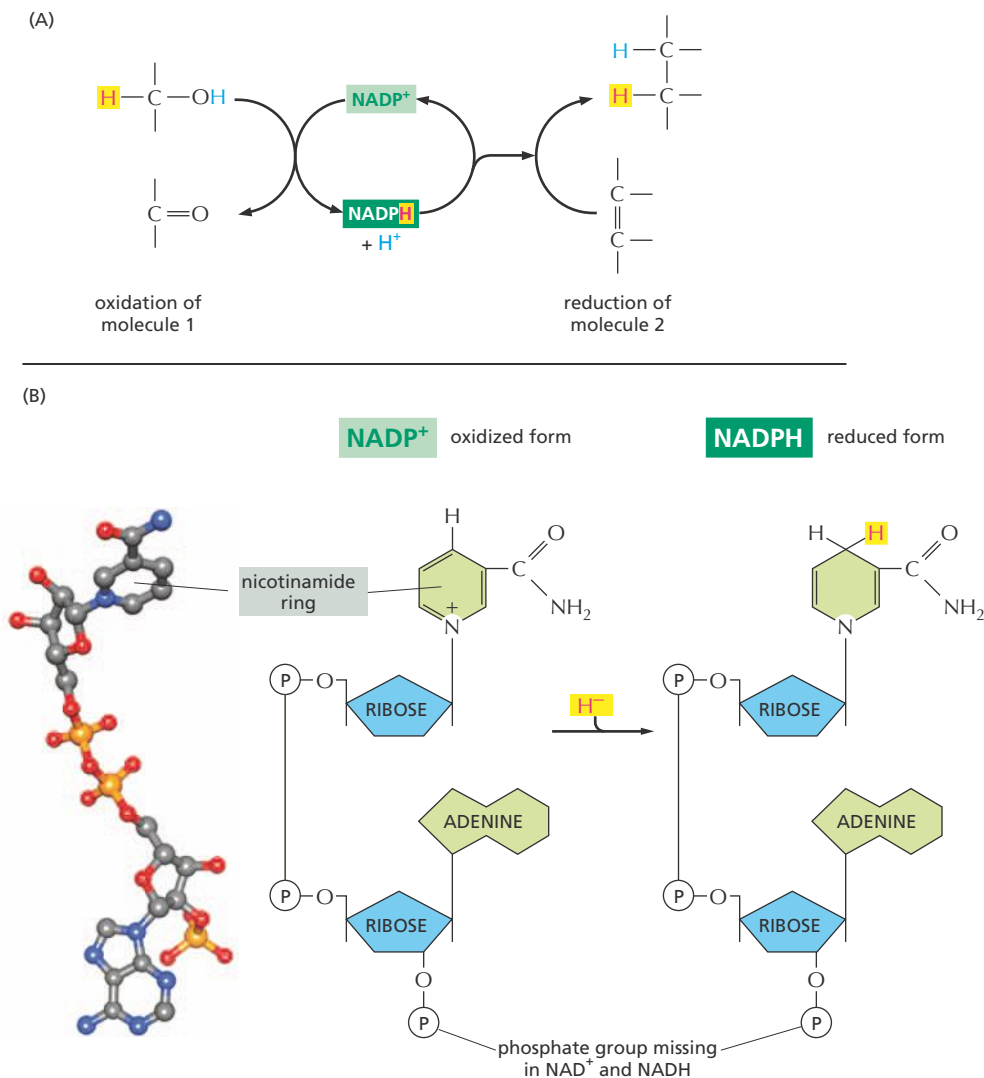 (A)
H—C—OH
NADP⁺
H—C—
H—C—
C=O
NADPH
+ H⁺
C
C
oxidation of
molecule 1
reduction of
molecule 2
(B)
NADP⁺ oxidized form
NADPH reduced form
H
O
C
NH₂
+
N
nicotinamide
ring
H H
O
C
NH₂
N
P—O
RIBOSE
H⁻
P—O
RIBOSE
ADENINE
ADENINE
P—O
RIBOSE
P—O
RIBOSE
O
O
P
P
phosphate group missing
in NAD⁺ and NADH